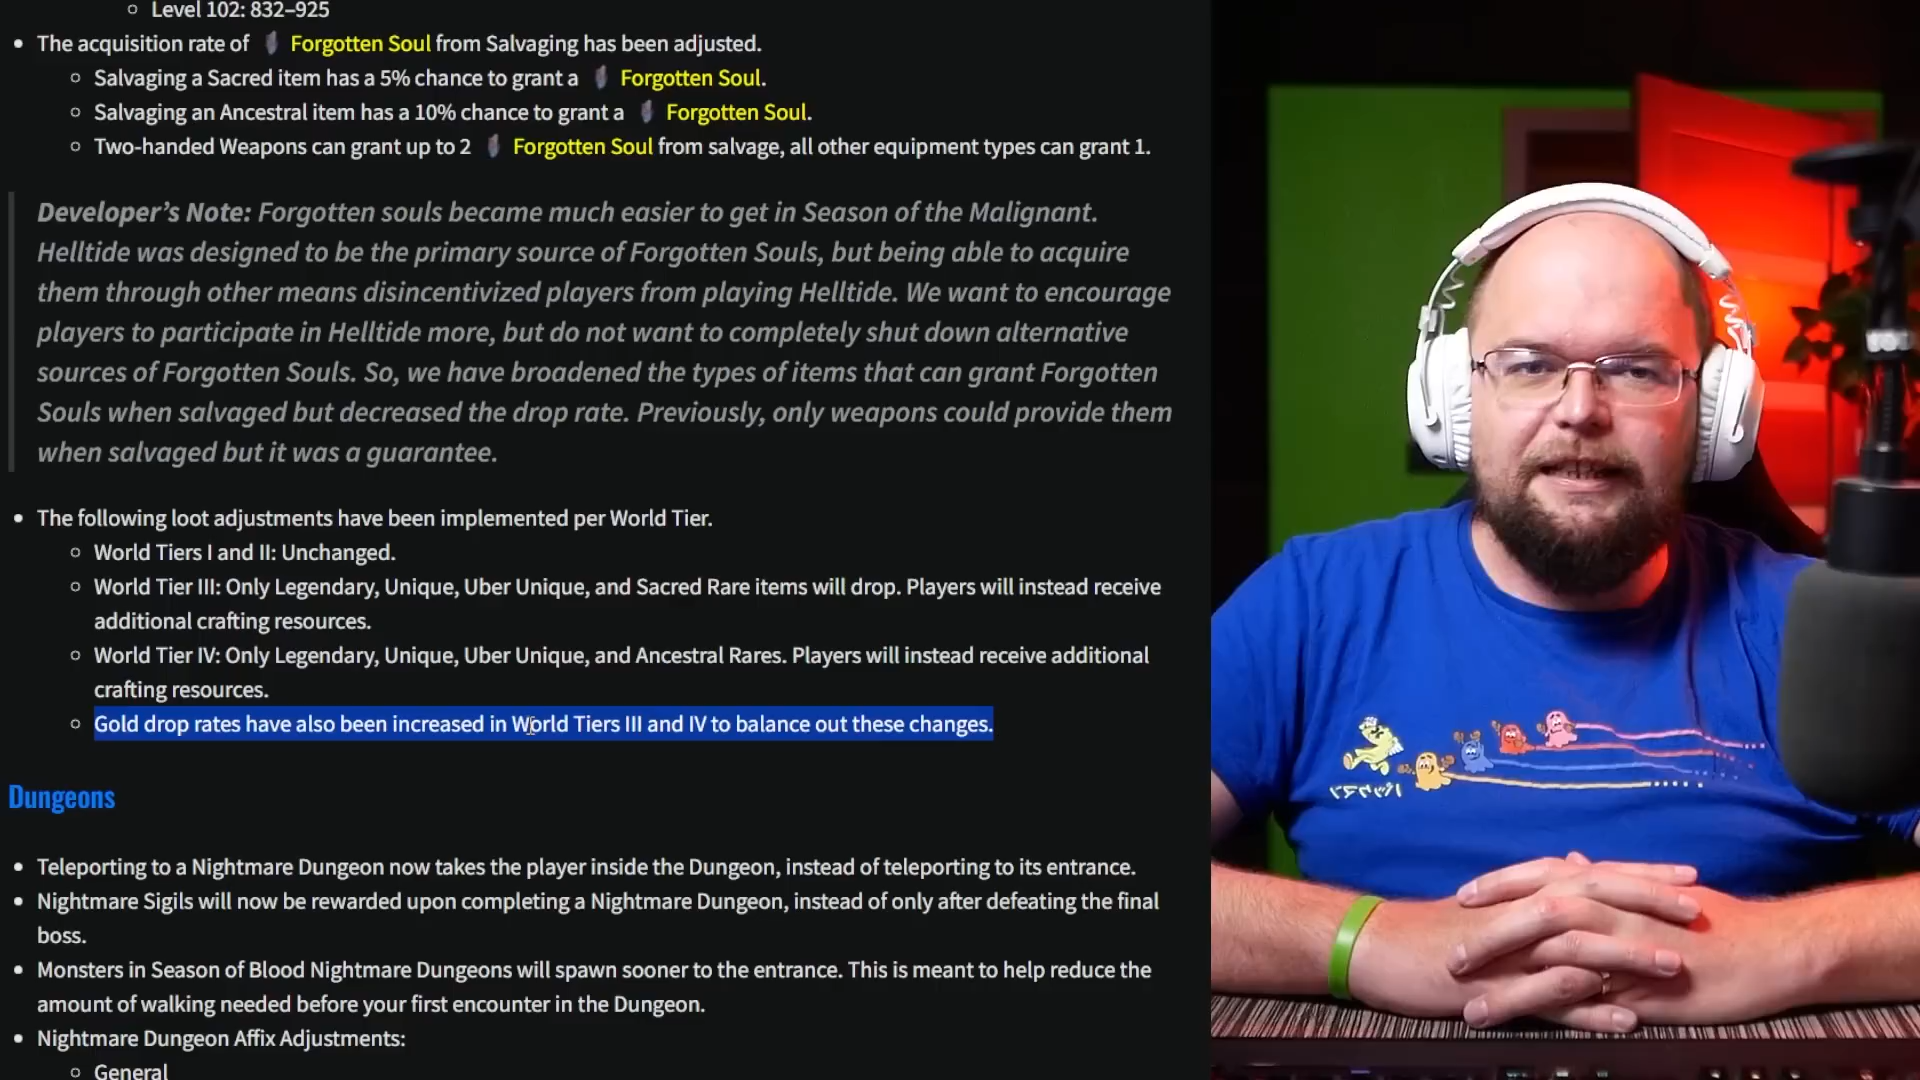 Level 102: 832–925
The acquisition rate of Forgotten Soul from Salvaging has been adjusted.
Salvaging a Sacred item has a 5% chance to grant a Forgotten Soul.
Salvaging an Ancestral item has a 10% chance to grant a Forgotten Soul.
Two-handed Weapons can grant up to 2 Forgotten Soul from salvage, all other equipment types can grant 1.
Developer's Note: Forgotten souls became much easier to get in Season of the Malignant.
Helltide was designed to be the primary source of Forgotten Souls, but being able to acquire
them through other means disincentivized players from playing Helltide. We want to encourage
players to participate in Helltide more, but do not want to completely shut down alternative
sources of Forgotten Souls. So, we have broadened the types of items that can grant Forgotten
Souls when salvaged but decreased the drop rate. Previously, only weapons could provide them
when salvaged but it was a guarantee.
The following loot adjustments have been implemented per World Tier.
World Tiers I and II: Unchanged.
World Tier III: Only Legendary, Unique, Uber Unique, and Sacred Rare items will drop. Players will instead receive
additional crafting resources.
World Tier IV: Only Legendary, Unique, Uber Unique, and Ancestral Rares. Players will instead receive additional
crafting resources.
Gold drop rates have also been increased in World Tiers III and IV to balance out these changes.
Dungeons
Teleporting to a Nightmare Dungeon now takes the player inside the Dungeon, instead of teleporting to its entrance.
Nightmare Sigils will now be rewarded upon completing a Nightmare Dungeon, instead of only after defeating the final
boss.
Monsters in Season of Blood Nightmare Dungeons will spawn sooner to the entrance. This is meant to help reduce the
amount of walking needed before your first encounter in the Dungeon.
Nightmare Dungeon Affix Adjustments:
General